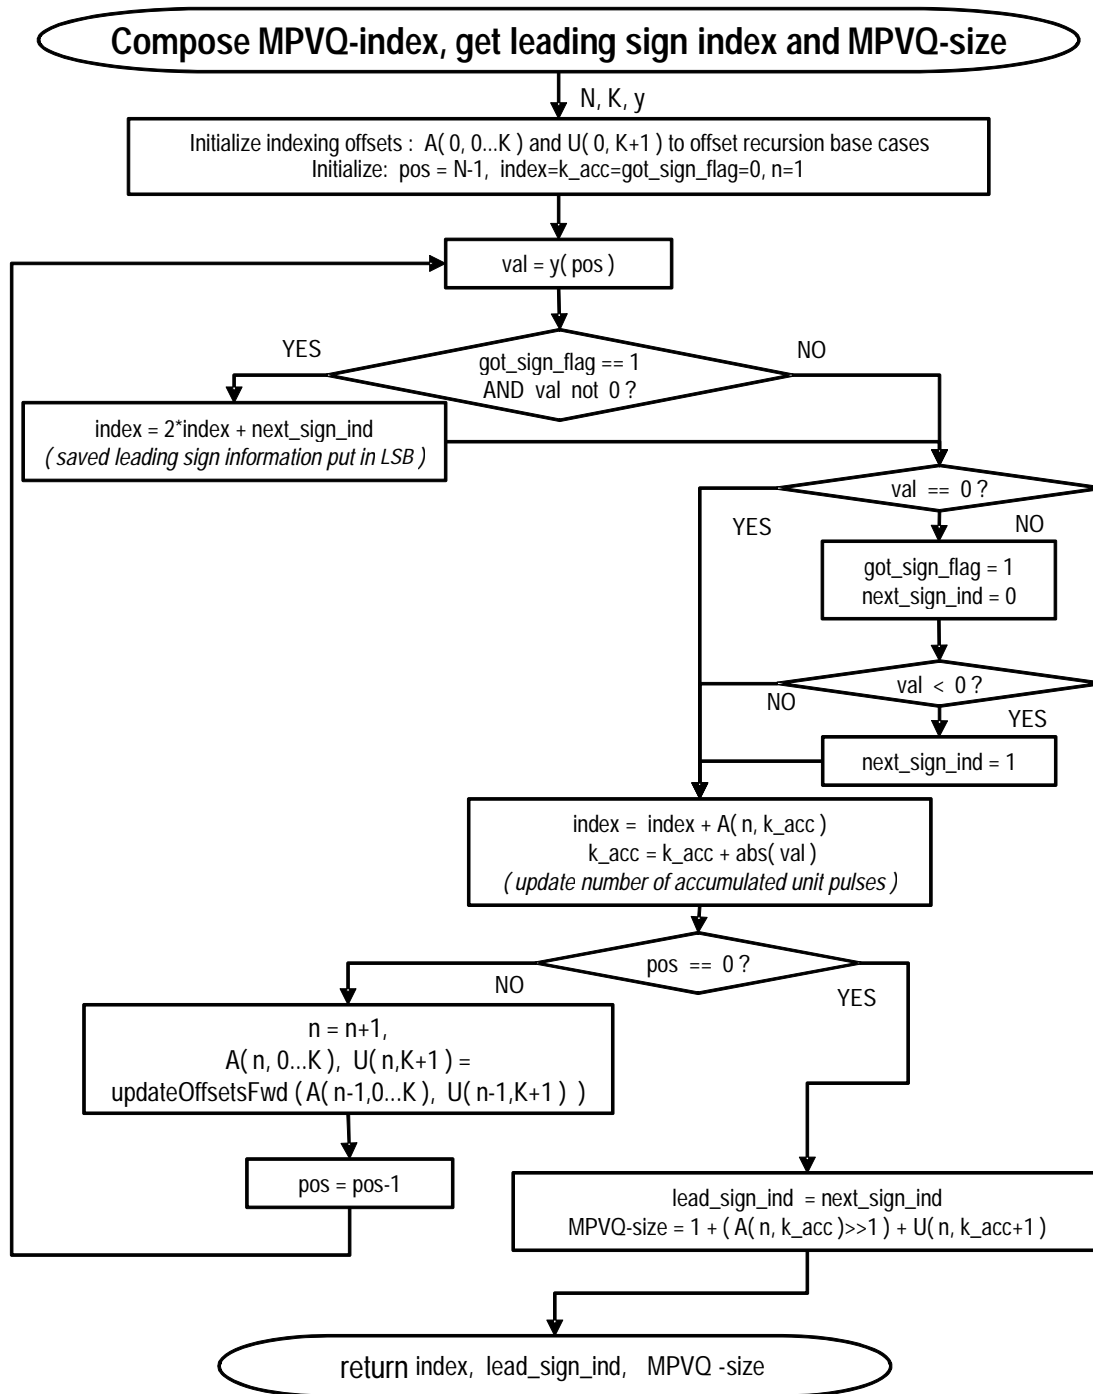 Compose MPVQ-index, get leading sign index and MPVQ-size
N, K, y
Initialize indexing offsets : A( 0, 0...K ) and U( 0, K+1 ) to offset recursion base cases
Initialize: pos = N-1, index=k_acc=got_sign_flag=0, n=1
val = y( pos )
YES
NO
got_sign_flag == 1
AND val not 0 ?
index = 2*index + next_sign_ind
( saved leading sign information put in LSB )
val == 0 ?
YES
NO
got_sign_flag = 1
next_sign_ind = 0
val < 0 ?
NO
YES
next_sign_ind = 1
index = index + A( n, k_acc )
k_acc = k_acc + abs( val )
( update number of accumulated unit pulses )
pos == 0 ?
NO
YES
n = n+1,
A( n, 0...K ), U( n,K+1 ) =
updateOffsetsFwd ( A( n-1,0...K ), U( n-1,K+1 ) )
pos = pos-1
lead_sign_ind = next_sign_ind
MPVQ-size = 1 + ( A( n, k_acc )>>1 ) + U( n, k_acc+1 )
return index, lead_sign_ind, MPVQ -size